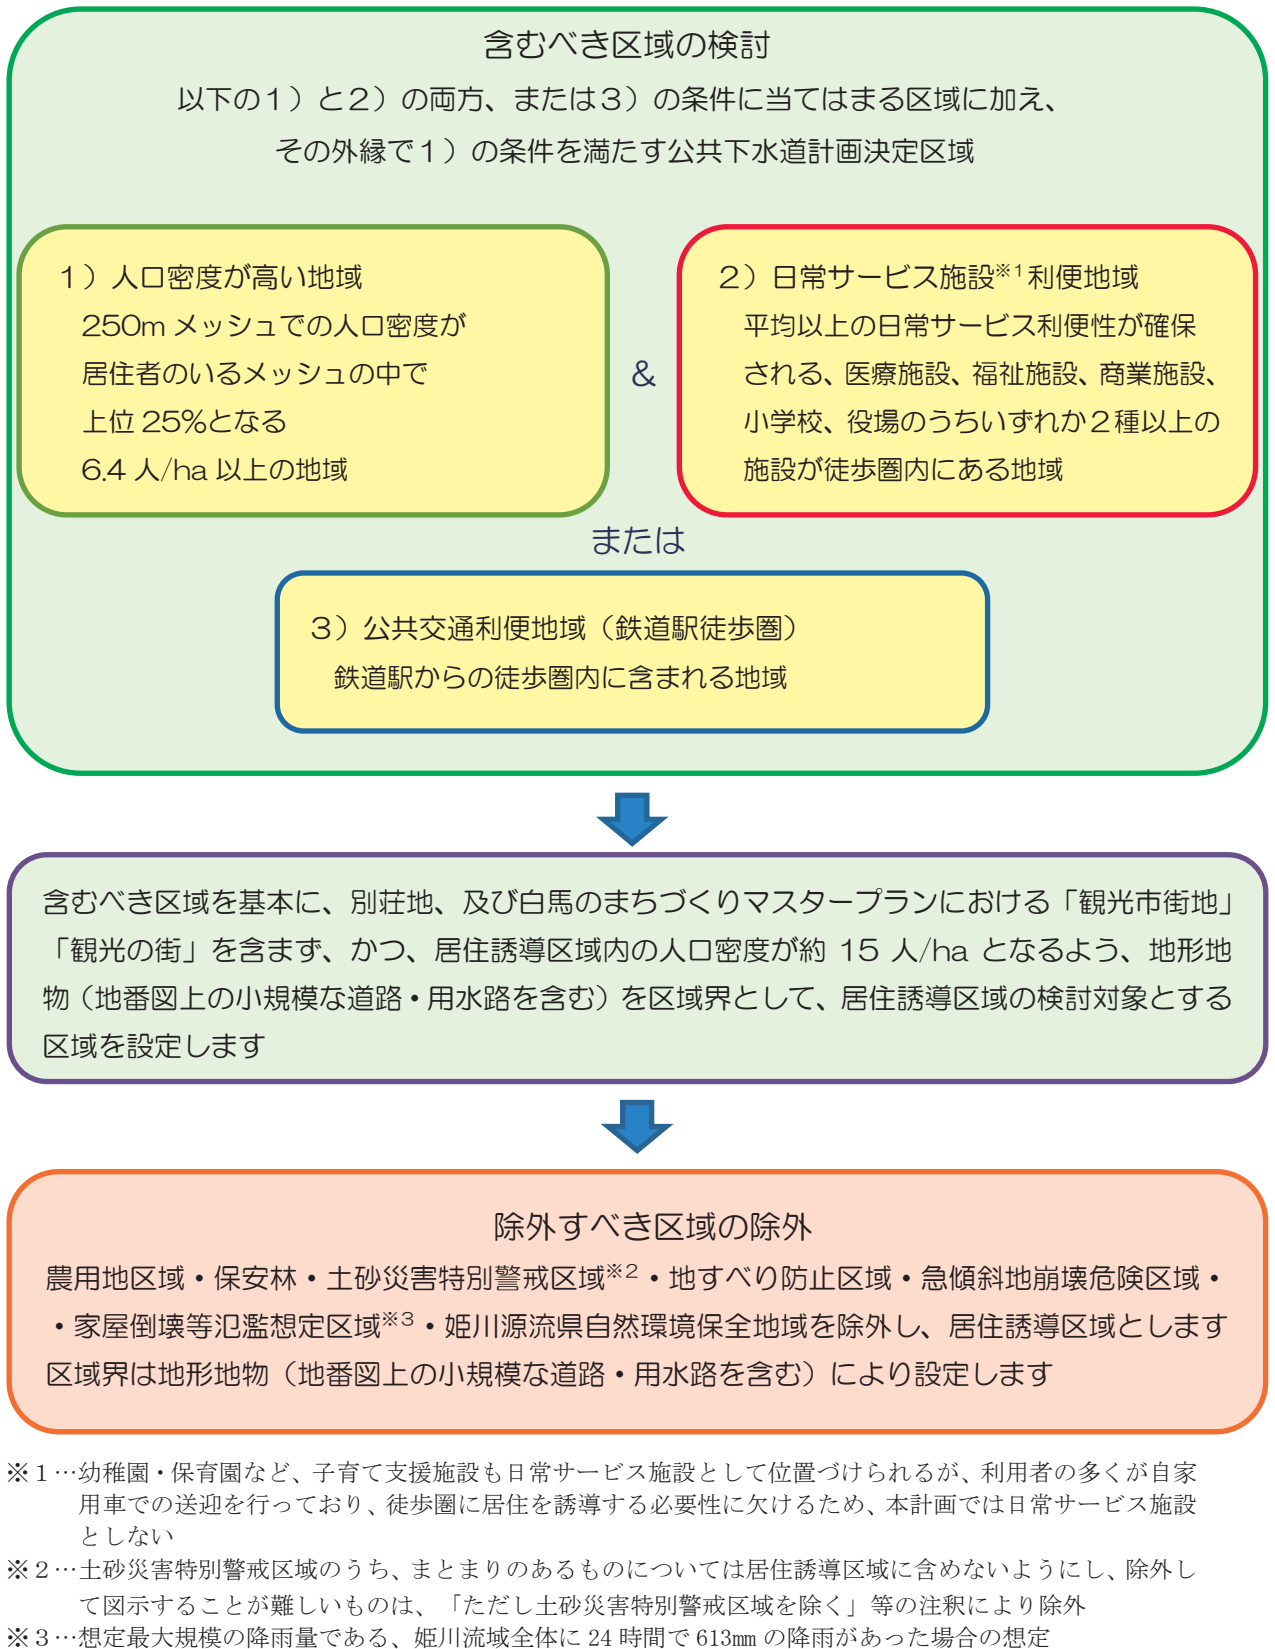 含むべき区域の検討
以下の１）と２）の両方、または３）の条件に当てはまる区域に加え、
その外縁で１）の条件を満たす公共下水道計画決定区域
１）人口密度が高い地域
250m メッシュでの人口密度が
居住者のいるメッシュの中で
上位 25%となる
6.4 人/ha 以上の地域
＆
２）日常サービス施設※1利便地域
平均以上の日常サービス利便性が確保
される、医療施設、福祉施設、商業施設、
小学校、役場のうちいずれか２種以上の
施設が徒歩圏内にある地域
または
３）公共交通利便地域（鉄道駅徒歩圏）
鉄道駅からの徒歩圏内に含まれる地域
含むべき区域を基本に、別荘地、及び白馬のまちづくりマスタープランにおける「観光市街地」
「観光の街」を含まず、かつ、居住誘導区域内の人口密度が約 15 人/ha となるよう、地形地
物（地番図上の小規模な道路・用水路を含む）を区域界として、居住誘導区域の検討対象とする
区域を設定します
除外すべき区域の除外
農用地区域・保安林・土砂災害特別警戒区域※2・地すべり防止区域・急傾斜地崩壊危険区域・
・家屋倒壊等氾濫想定区域※3・姫川源流県自然環境保全地域を除外し、居住誘導区域とします
区域界は地形地物（地番図上の小規模な道路・用水路を含む）により設定します
※１…幼稚園・保育園など、子育て支援施設も日常サービス施設として位置づけられるが、利用者の多くが自家
用車での送迎を行っており、徒歩圏に居住を誘導する必要性に欠けるため、本計画では日常サービス施設
としない
※２…土砂災害特別警戒区域のうち、まとまりのあるものについては居住誘導区域に含めないようにし、除外し
て図示することが難しいものは、「ただし土砂災害特別警戒区域を除く」等の注釈により除外
※３…想定最大規模の降雨量である、姫川流域全体に 24 時間で 613㎜ の降雨があった場合の想定